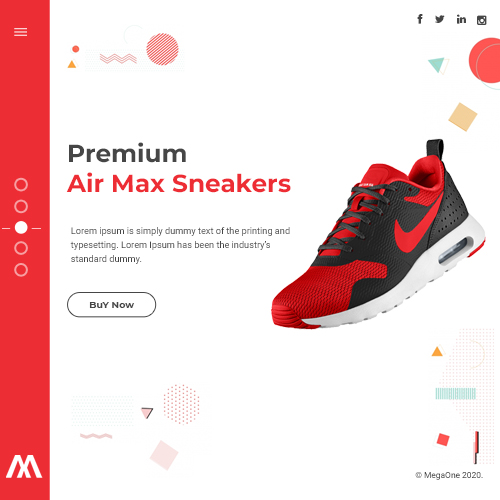 Premium
Air Max Sneakers
Lorem ipsum is simply dummy text of the printing and
typesetting. Lorem Ipsum has been the industry's
standard dummy.
BuY Now
© MegaOne 2020.